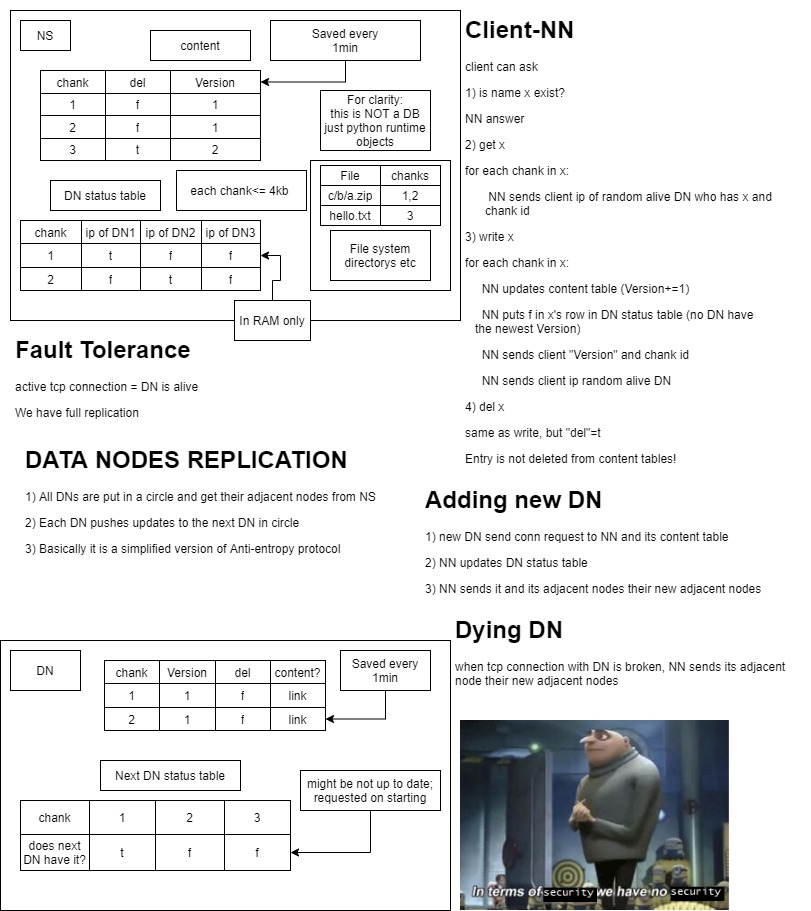 NS
content
Saved every
1min
chank del Version
1 f 1
2 f 1
3 t 2
For clarity:
this is NOT a DB
just python runtime
objects
DN status table
each chank<= 4kb
File chanks
c/b/a.zip 1,2
hello.txt 3
File system
directorys etc
chank ip of DN1 ip of DN2 ip of DN3
1 t f f
2 f t f
In RAM only
Client-NN
client can ask
1) is name x exist?
NN answer
2) get x
for each chank in x:
NN sends client ip of random alive DN who has x and
chank id
3) write x
for each chank in x:
NN updates content table (Version+=1)
NN puts f in x's row in DN status table (no DN have
the newest Version)
NN sends client "Version" and chank id
NN sends client ip random alive DN
4) del x
same as write, but "del"=t
Entry is not deleted from content tables!
Fault Tolerance
active tcp connection = DN is alive
We have full replication
DATA NODES REPLICATION
1) All DNs are put in a circle and get their adjacent nodes from NS
2) Each DN pushes updates to the next DN in circle
3) Basically it is a simplified version of Anti-entropy protocol
Adding new DN
1) new DN send conn request to NN and its content table
2) NN updates DN status table
3) NN sends it and its adjacent nodes their new adjacent nodes
Dying DN
when tcp connection with DN is broken, NN sends its adjacent
node their new adjacent nodes
DN
chank Version del content?
1 1 f link
2 1 f link
Saved every
1min
Next DN status table
might be not up to date;
requested on starting
chank 1 2 3
does next
DN have it? t f f
In terms of security we have no security